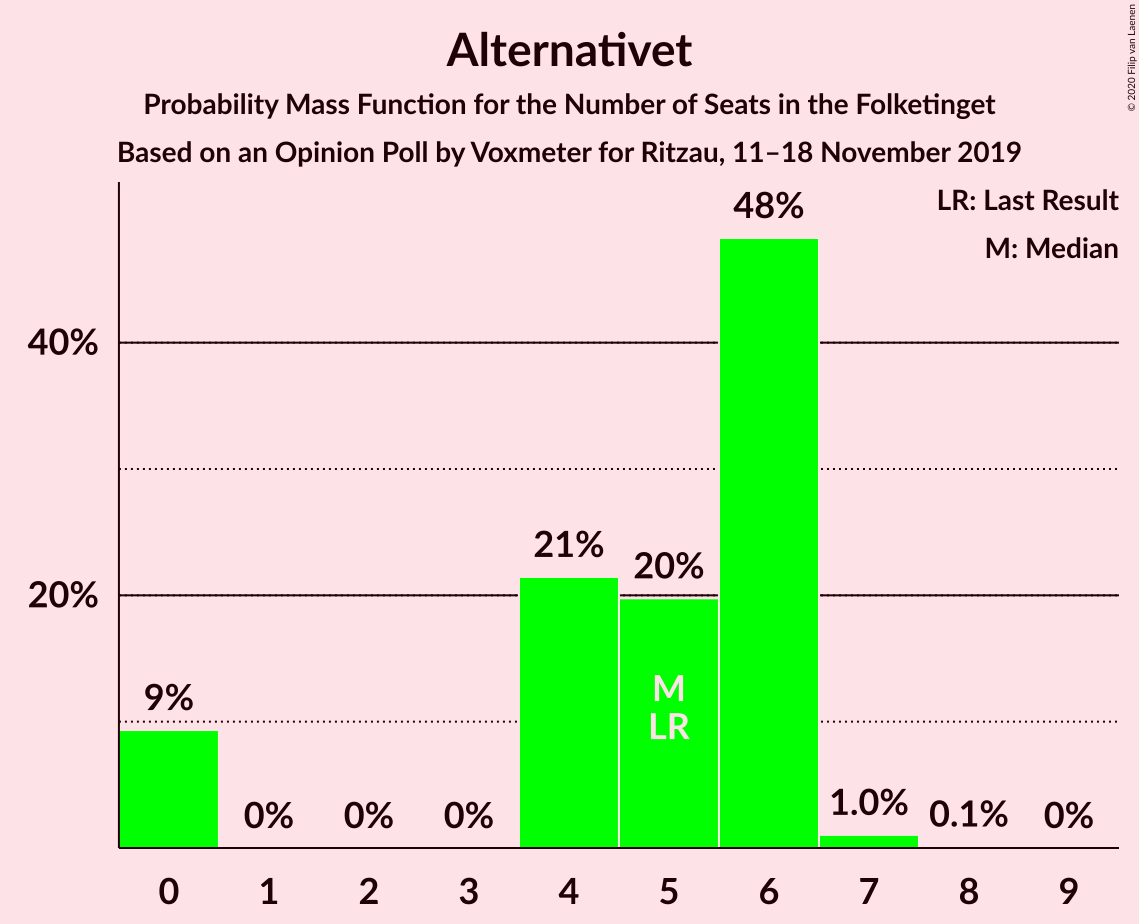 Alternativet
Probability Mass Function for the Number of Seats in the Folketinget
Based on an Opinion Poll by Voxmeter for Ritzau, 11–18 November 2019
© 2020 Filip van Laenen
LR: Last Result
M: Median
48%
40%
21%
20%
20%
M
LR
9%
0%
0%
0%
1.0%
0.1%
0%
0
1
2
3
4
5
6
7
8
9